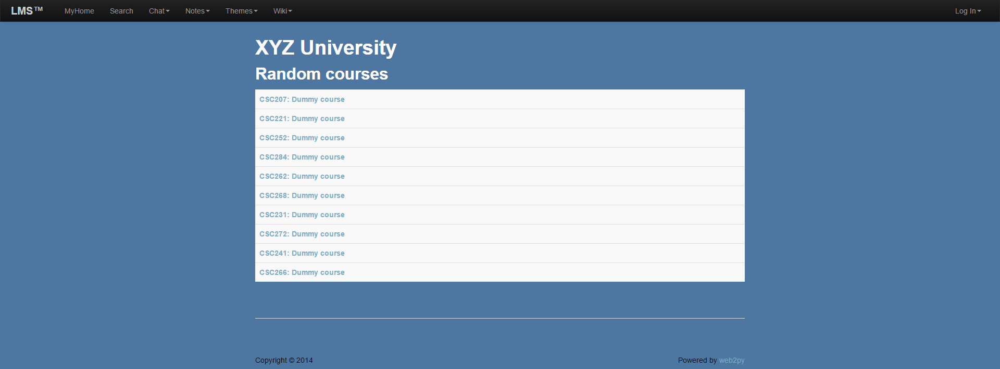 LMS™ MyHome Search Chat Notes Themes Wiki Log In
XYZ University
Random courses
CSC207: Dummy course
CSC221: Dummy course
CSC252: Dummy course
CSC284: Dummy course
CSC262: Dummy course
CSC268: Dummy course
CSC231: Dummy course
CSC272: Dummy course
CSC241: Dummy course
CSC266: Dummy course
Copyright © 2014 Powered by web2py